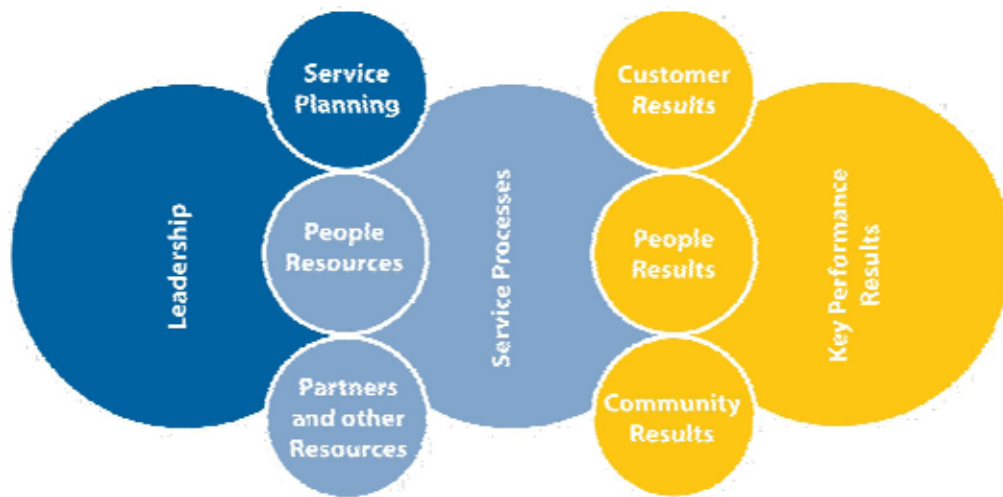 Leadership
Service
Planning
People
Resources
Partners
and other
Resources
Service Processes
Customer
Results
People
Results
Community
Results
Key Performance
Results